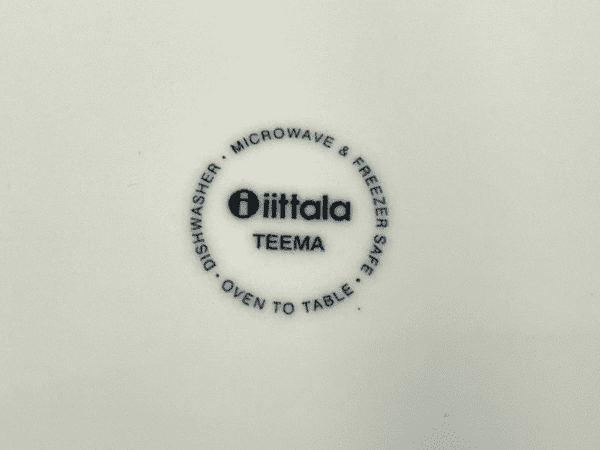 DISHWASHER · MICROWAVE & FREEZER SAFE · OVEN TO TABLE ·
i iittala
TEEMA